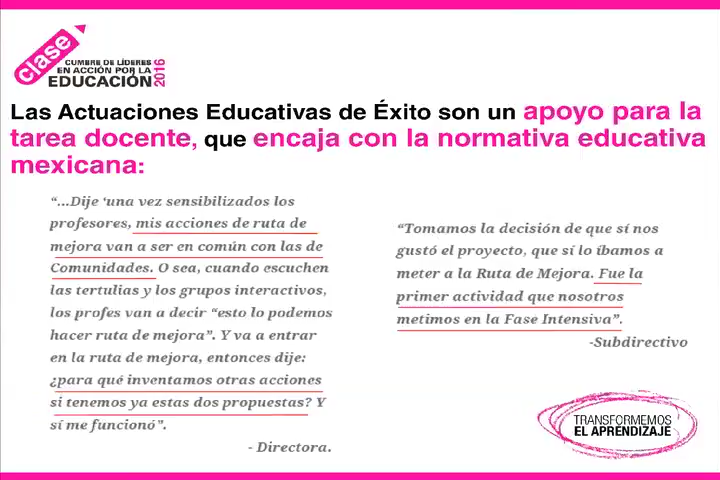 clase
CUMBRE DE LÍDERES
EN ACCIÓN POR LA
EDUCACIÓN 2016
Las Actuaciones Educativas de Éxito son un apoyo para la
tarea docente, que encaja con la normativa educativa
mexicana:
“...Dije ‘una vez sensibilizados los
profesores, mis acciones de ruta de
mejora van a ser en común con las de
Comunidades. O sea, cuando escuchen
las tertulias y los grupos interactivos,
los profes van a decir “esto lo podemos
hacer ruta de mejora”. Y va a entrar
en la ruta de mejora, entonces dije:
¿para qué inventamos otras acciones
si tenemos ya estas dos propuestas? Y
sí me funcionó”.
- Directora.
“Tomamos la decisión de que sí nos
gustó el proyecto, que sí lo íbamos a
meter a la Ruta de Mejora. Fue la
primer actividad que nosotros
metimos en la Fase Intensiva”.
-Subdirectivo
TRANSFORMEMOS
EL APRENDIZAJE